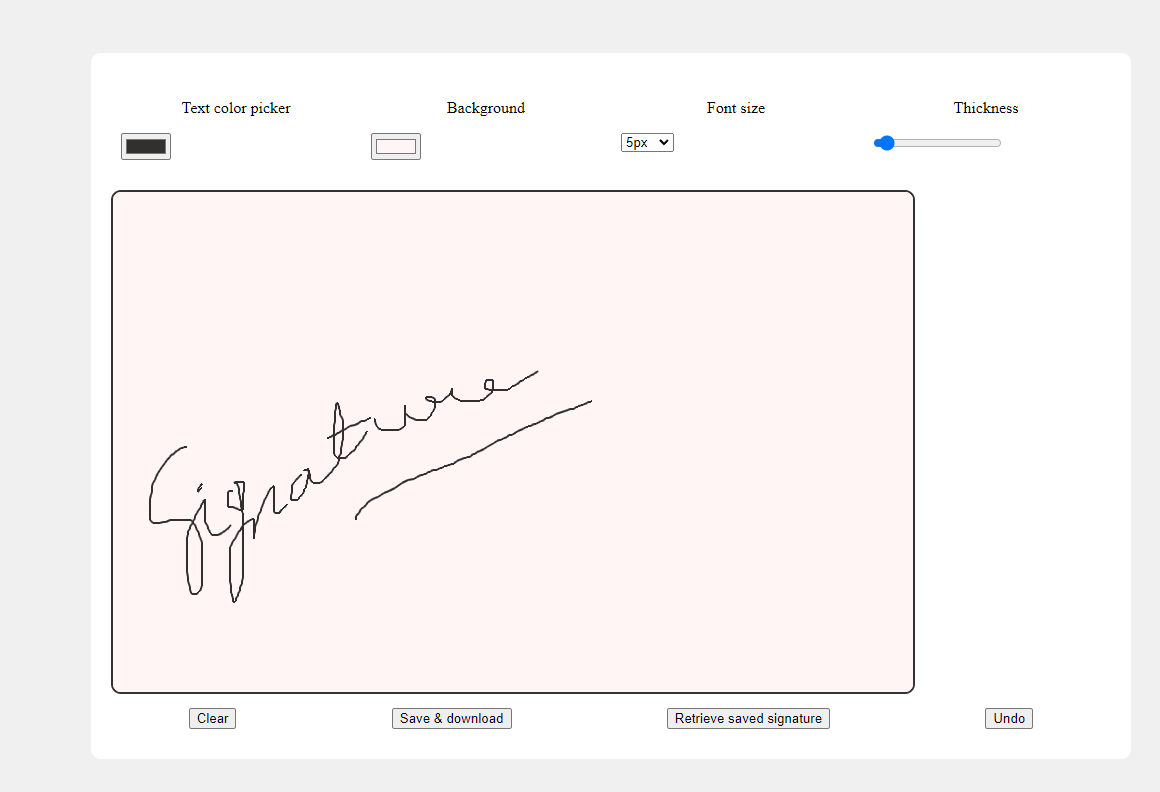 Text color picker Background Font size Thickness
5px
Signature
Clear Save & download Retrieve saved signature Undo